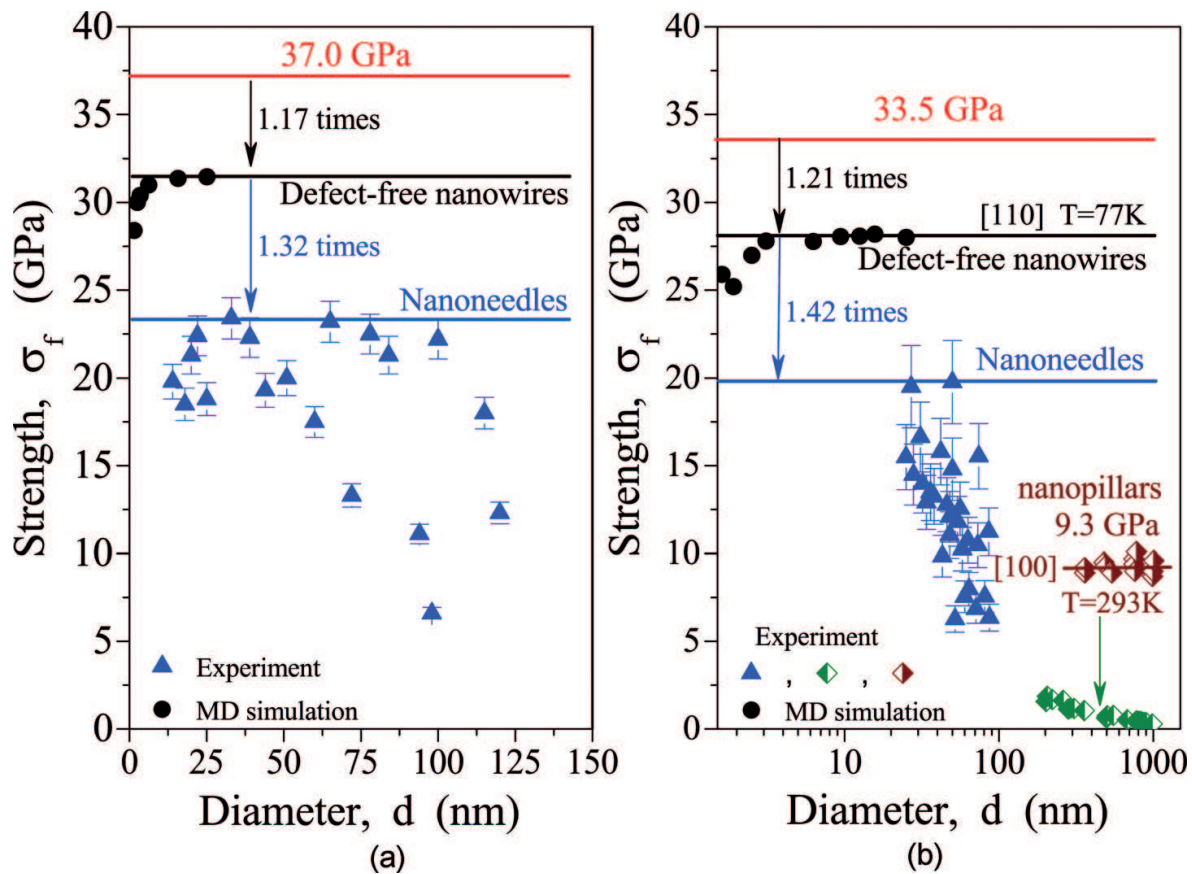 40
35
30
25
20
15
10
5
0
Strength, σf (GPa)
37.0 GPa
1.17 times
Defect-free nanowires
1.32 times
Nanoneedles
Experiment
MD simulation
0 25 50 75 100 125 150
Diameter, d (nm)
(a)
40
35
30
25
20
15
10
5
0
Strength, σf (GPa)
33.5 GPa
1.21 times
[110] T=77K
Defect-free nanowires
1.42 times
Nanoneedles
nanopillars
9.3 GPa
[100]
T=293K
Experiment
, ,
MD simulation
10 100 1000
Diameter, d (nm)
(b)